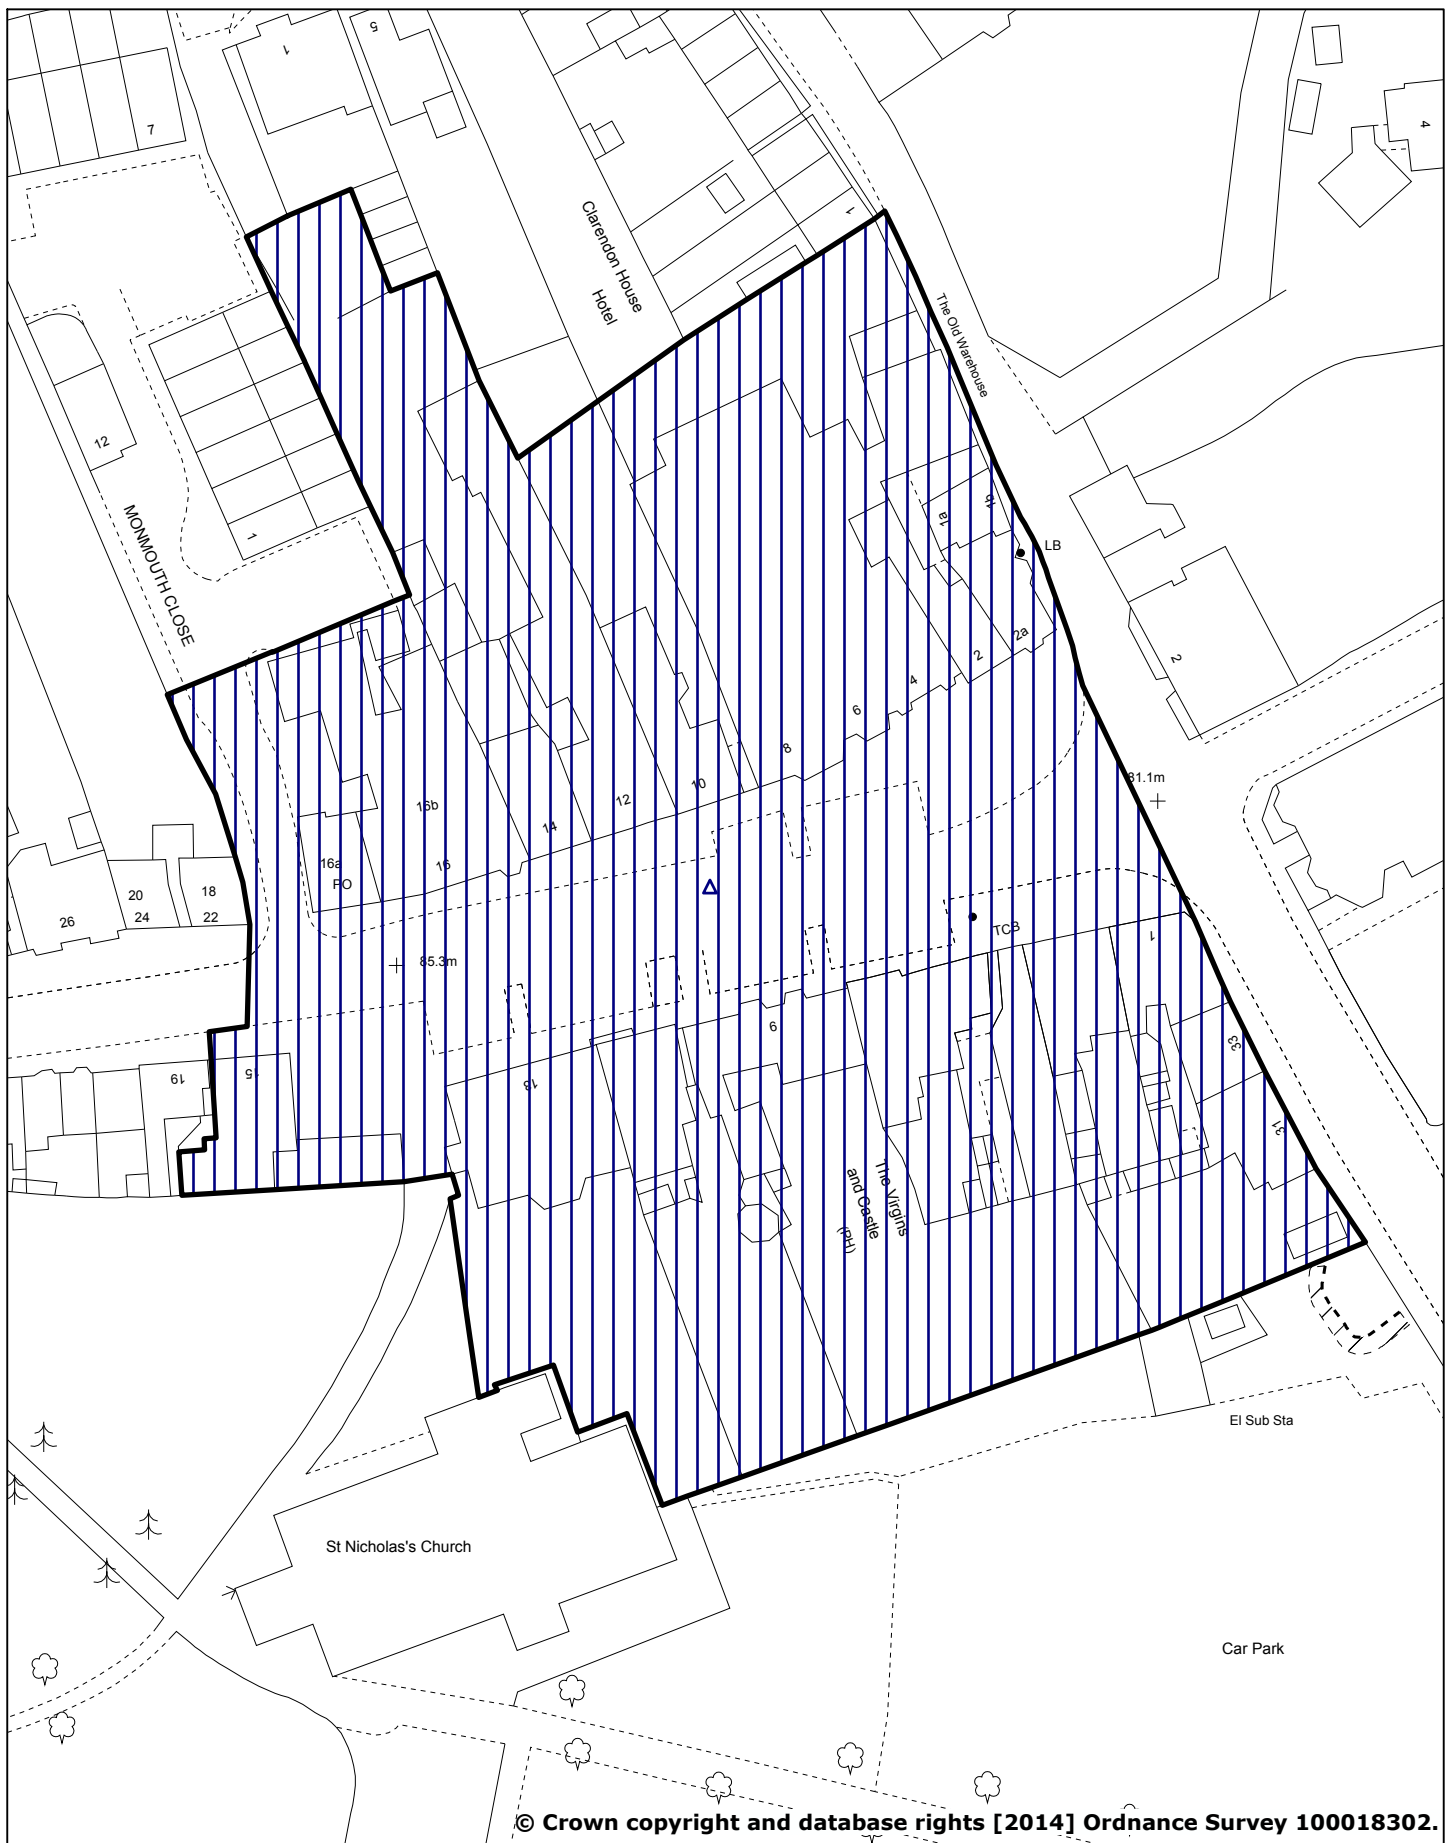 5
1
7
4
Clarendon House
Hotel
1
The Old Warehouse
12
1
MONMOUTH CLOSE
1b
1a
LB
2a
2
2
4
6
8
10
12
14
16b
16
16a
PO
81.1m
20
18
26
24
22
85.3m
TCB
1
9
33
19
15
13
31
The Virgins
and Castle
(PH)
El Sub Sta
St Nicholas's Church
Car Park
© Crown copyright and database rights [2014] Ordnance Survey 100018302.